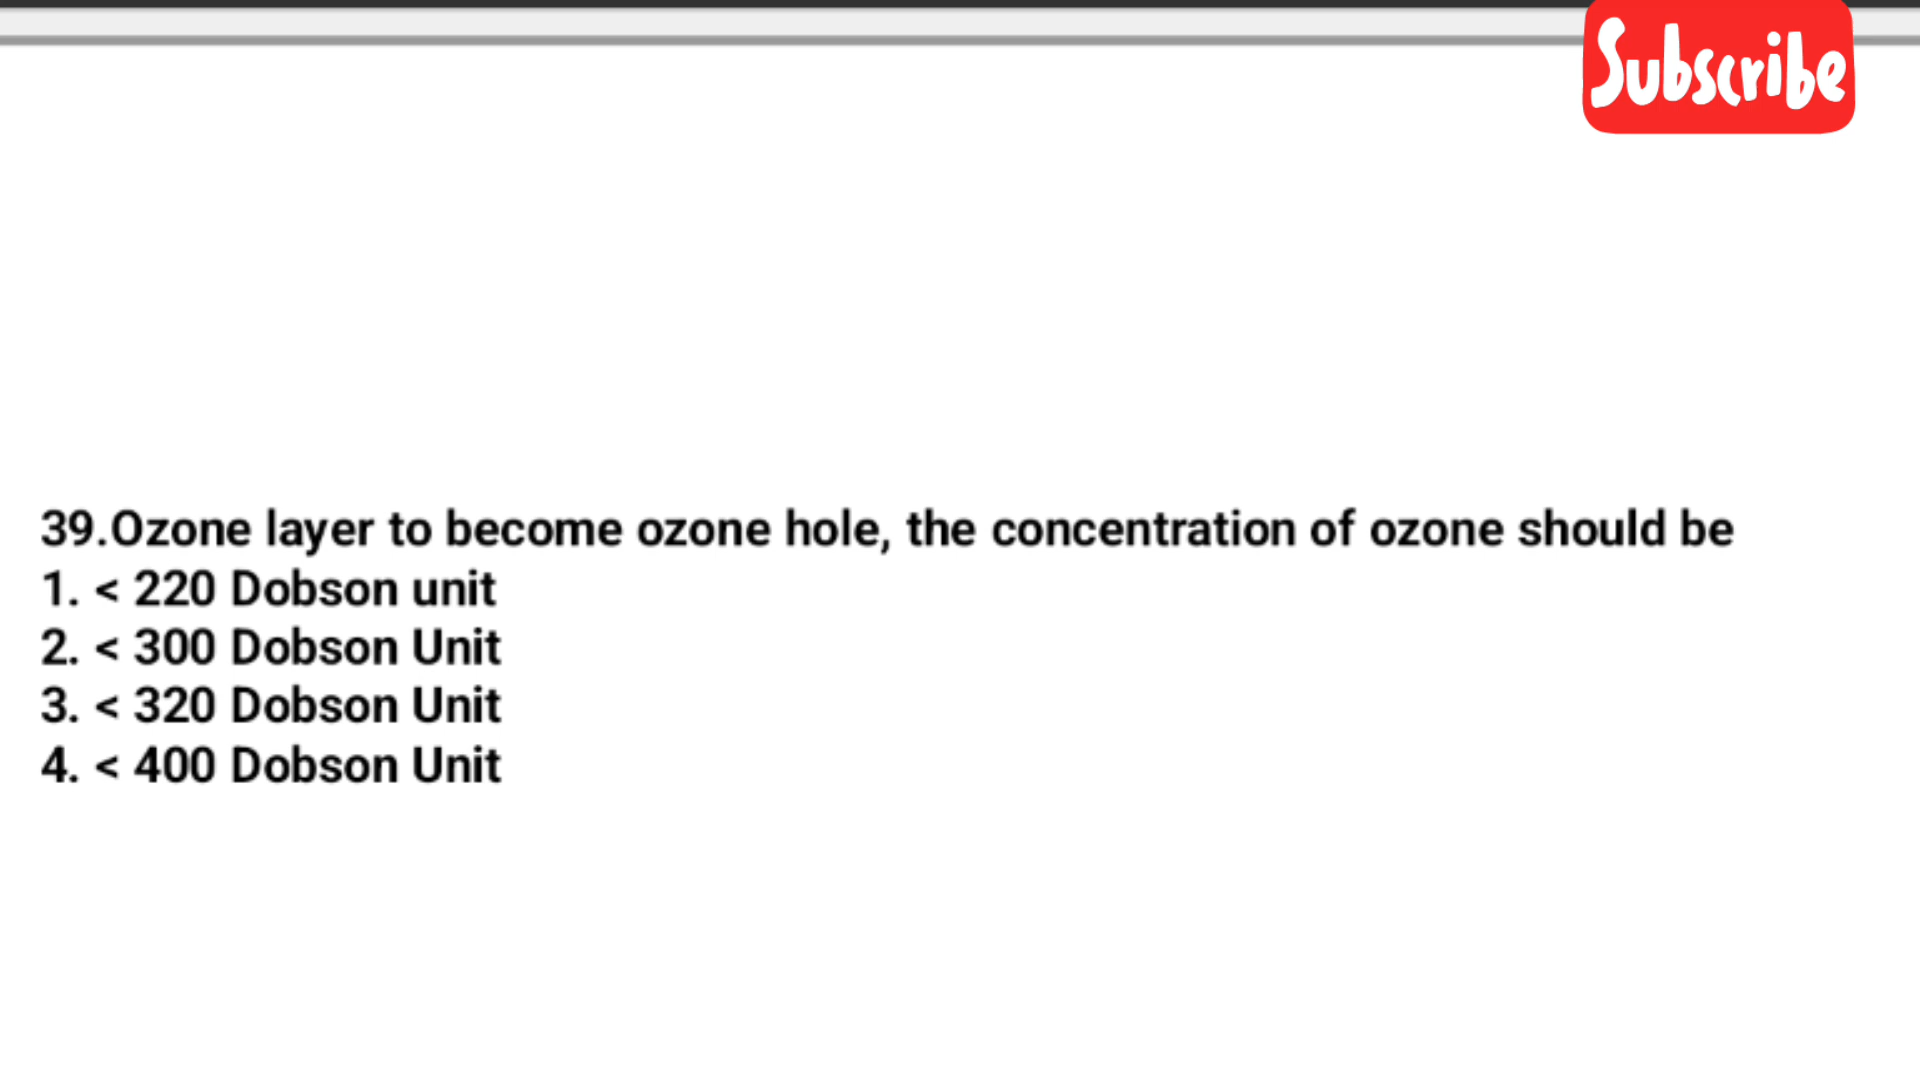 Subscribe
39.Ozone layer to become ozone hole, the concentration of ozone should be
1. < 220 Dobson unit
2. < 300 Dobson Unit
3. < 320 Dobson Unit
4. < 400 Dobson Unit